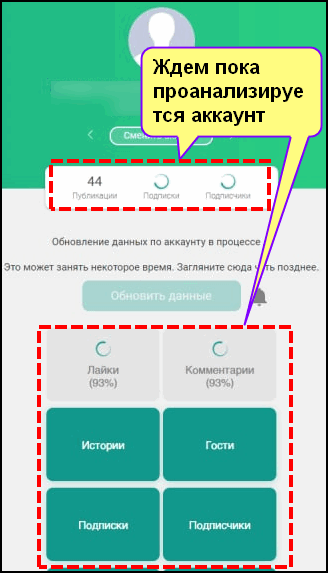 Ждем пока
проанализируе
тся аккаунт
44
Публикации
Подписки
Подписчики
Обновление данных по аккаунту в процессе
Это может занять некоторое время. Загляните сюда чуть позднее.
Обновить данные
Лайки
(93%)
Комментарии
(93%)
Истории
Гости
Подписки
Подписчики